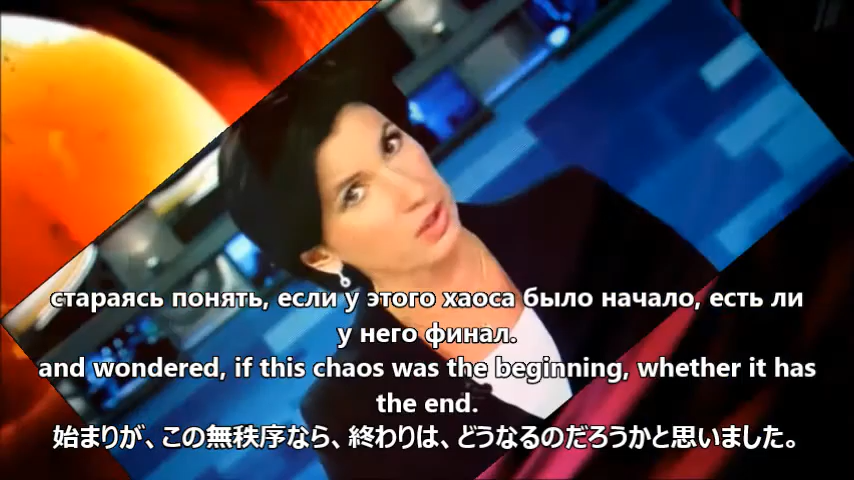 стараясь понять, если у этого хаоса было начало, есть ли
у него финал.
and wondered, if this chaos was the beginning, whether it has
the end.
始まりが、この無秩序なら、終わりは、どうなるのだろうかと思いました。